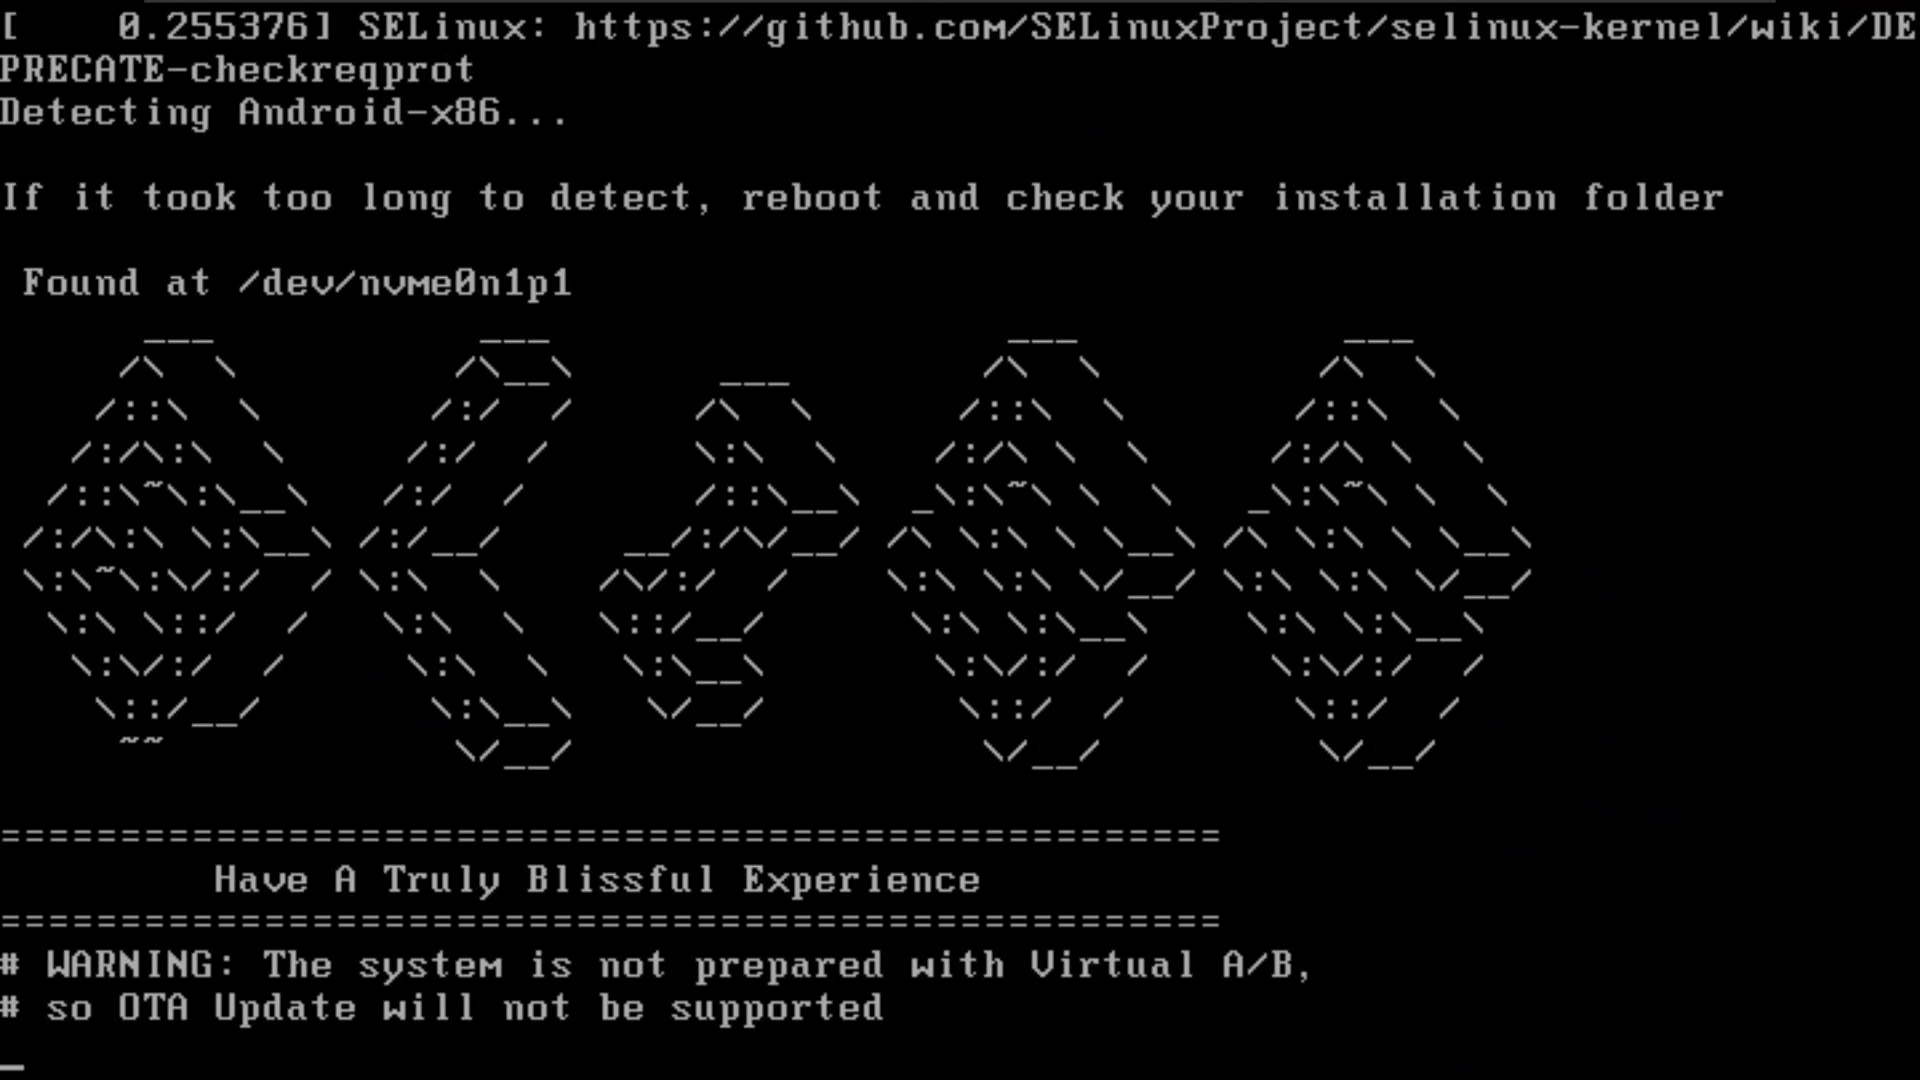 [    0.255376] SELinux: https://github.com/SELinuxProject/selinux-kernel/wiki/DE
PRECATE-checkreqprot
Detecting Android-x86...
If it took too long to detect, reboot and check your installation folder
Found at /dev/nvme0n1p1
===================================================
Have A Truly Blissful Experience
===================================================
# WARNING: The system is not prepared with Virtual A/B,
# so OTA Update will not be supported